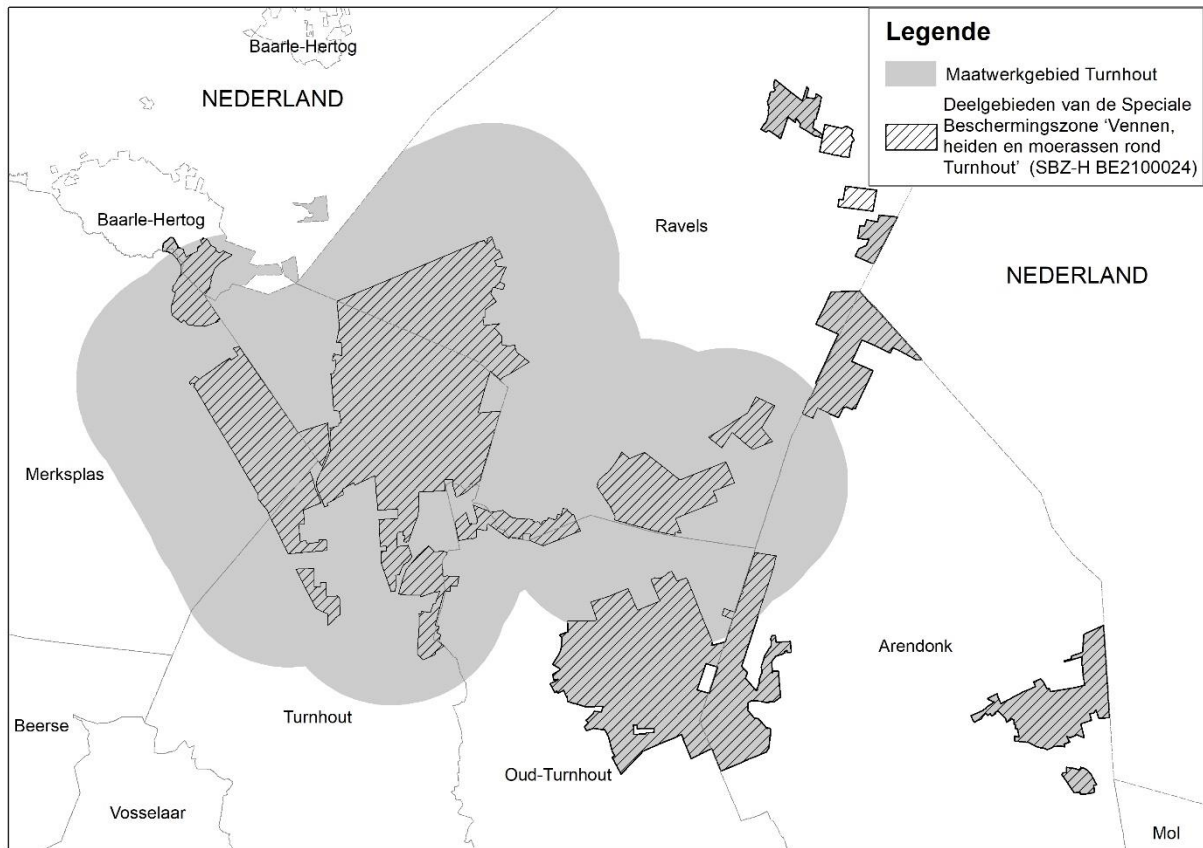 Baarle-Hertog
NEDERLAND
Baarle-Hertog
Ravels
NEDERLAND
Merksplas
Arendonk
Turnhout
Beerse
Oud-Turnhout
Vosselaar
Mol
Legende
Maatwerkgebied Turnhout
Deelgebieden van de Speciale
Beschermingszone ‘Vennen,
heiden en moerassen rond
Turnhout’ (SBZ-H BE2100024)